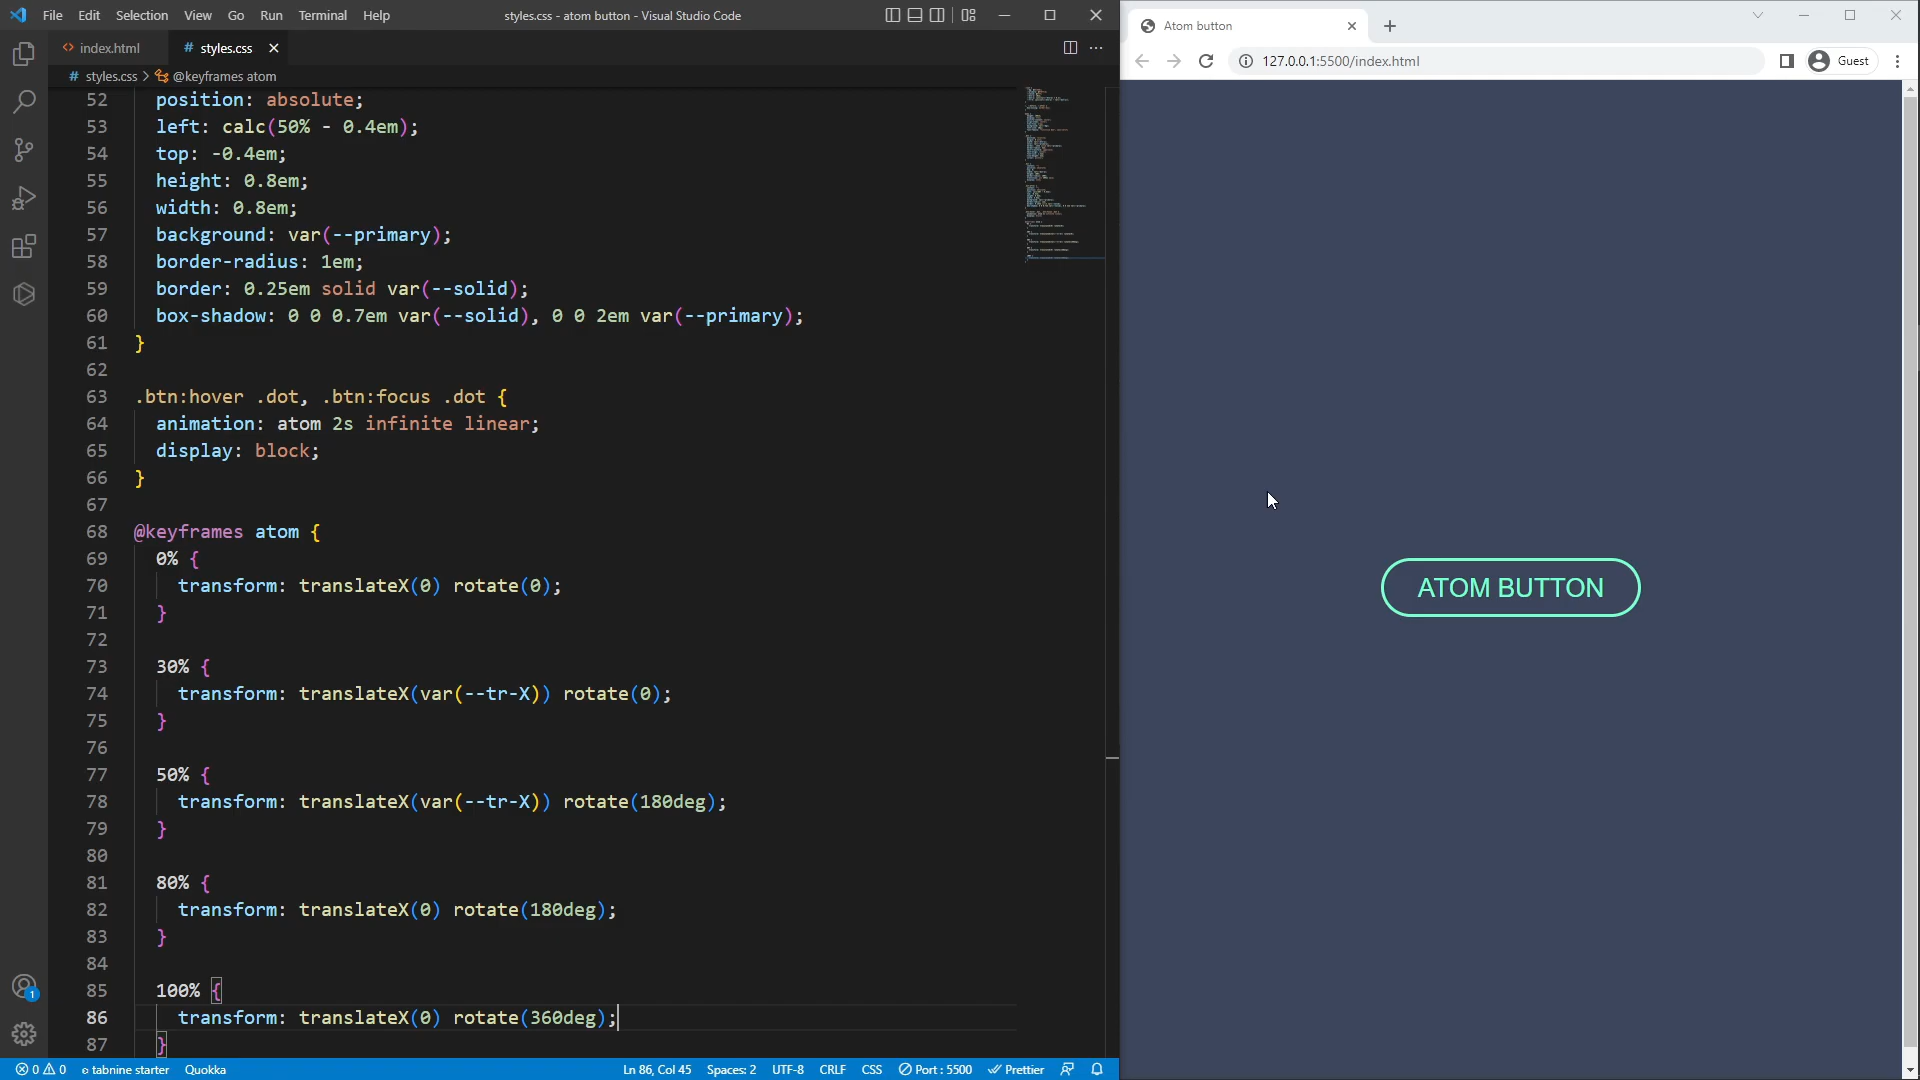 File Edit Selection View Go Run Terminal Help
styles.css - atom button - Visual Studio Code
index.html
# styles.css
# styles.css > @keyframes atom
52 position: absolute;
53 left: calc(50% - 0.4em);
54 top: -0.4em;
55 height: 0.8em;
56 width: 0.8em;
57 background: var(--primary);
58 border-radius: 1em;
59 border: 0.25em solid var(--solid);
60 box-shadow: 0 0 0.7em var(--solid), 0 0 2em var(--primary);
61 }
62
63 .btn:hover .dot, .btn:focus .dot {
64 animation: atom 2s infinite linear;
65 display: block;
66 }
67
68 @keyframes atom {
69 0% {
70 transform: translateX(0) rotate(0);
71 }
72
73 30% {
74 transform: translateX(var(--tr-X)) rotate(0);
75 }
76
77 50% {
78 transform: translateX(var(--tr-X)) rotate(180deg);
79 }
80
81 80% {
82 transform: translateX(0) rotate(180deg);
83 }
84
85 100% {
86 transform: translateX(0) rotate(360deg);
87 }
1
0 0 tabnine starter Quokka
Ln 86, Col 45 Spaces: 2 UTF-8 CRLF CSS Port : 5500 Prettier
Atom button
127.0.0.1:5500/index.html
Guest
ATOM BUTTON